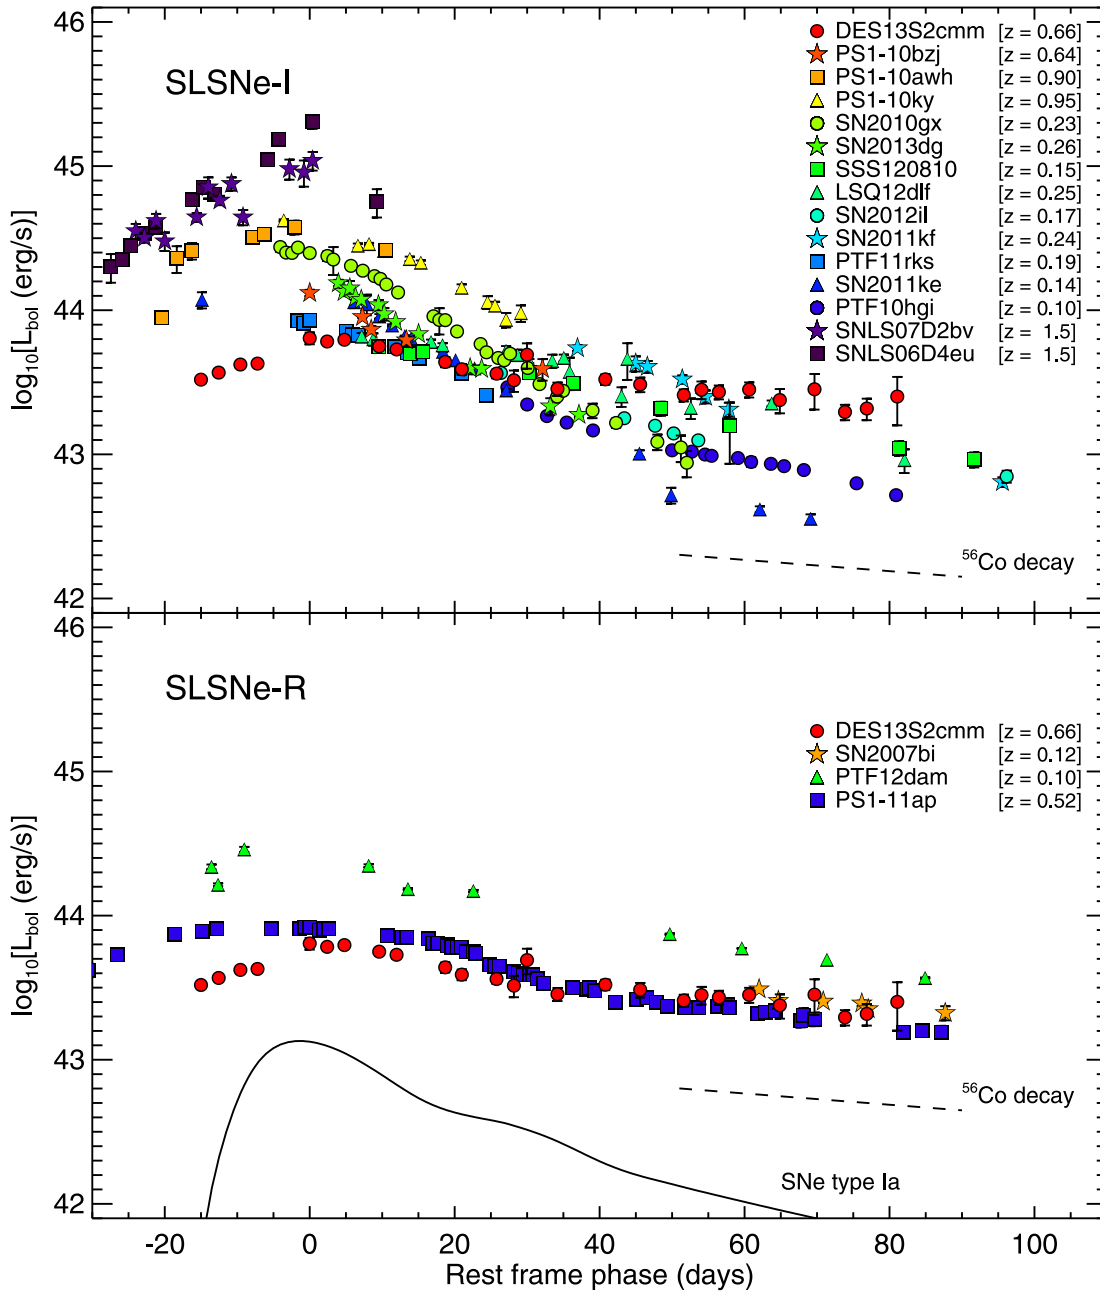 46
SLSNe-I
DES13S2cmm [z = 0.66]
PS1-10bzj [z = 0.64]
PS1-10awh [z = 0.90]
PS1-10ky [z = 0.95]
SN2010gx [z = 0.23]
SN2013dg [z = 0.26]
SSS120810 [z = 0.15]
LSQ12dlf [z = 0.25]
SN2012il [z = 0.17]
SN2011kf [z = 0.24]
PTF11rks [z = 0.19]
SN2011ke [z = 0.14]
PTF10hgi [z = 0.10]
SNLS07D2bv [z = 1.5]
SNLS06D4eu [z = 1.5]
45
log10[Lbol (erg/s)]
44
43
56Co decay
42
46
SLSNe-R
DES13S2cmm [z = 0.66]
SN2007bi [z = 0.12]
PTF12dam [z = 0.10]
PS1-11ap [z = 0.52]
45
log10[Lbol (erg/s)]
44
43
56Co decay
SNe type Ia
42
-20 0 20 40 60 80 100
Rest frame phase (days)